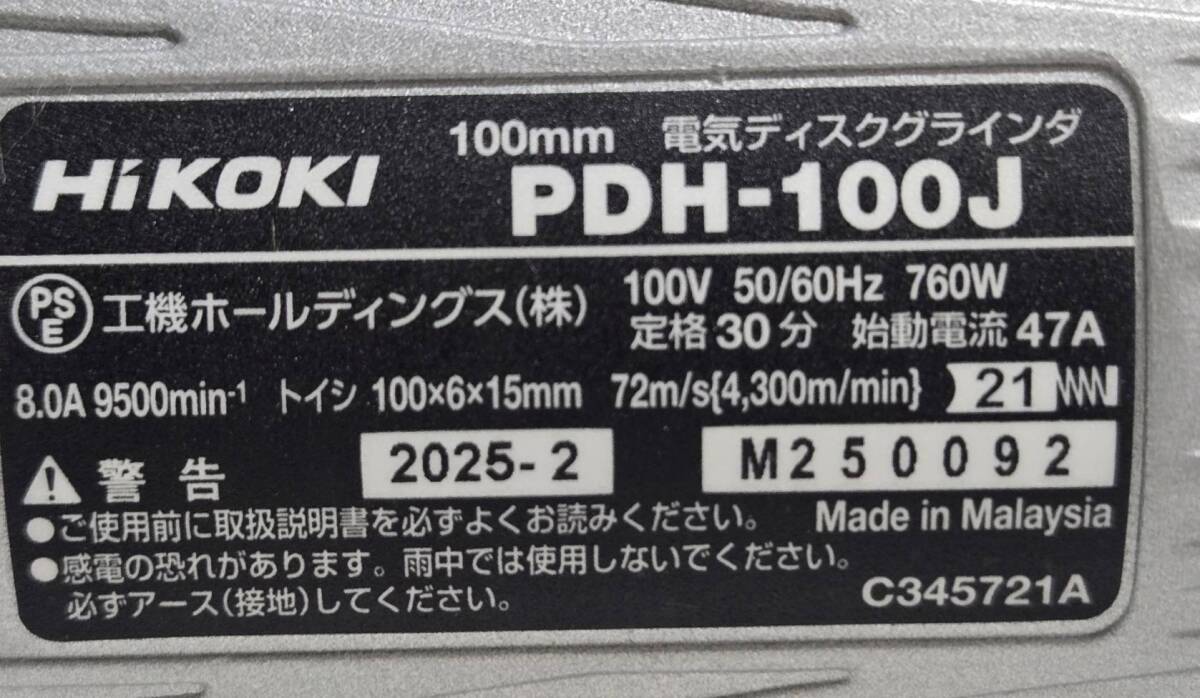 100mm 電気ディスクグラインダ
HiKOKI PDH-100J
PSE 工機ホールディングス(株) 100V 50/60Hz 760W
定格30分 始動電流47A
8.0A 9500min-1 トイシ 100×6×15mm 72m/s{4,300m/min} 21
2025-2 M250092
警告
●ご使用前に取扱説明書を必ずよくお読みください。 Made in Malaysia
●感電の恐れがあります。雨中では使用しないでください。
必ずアース(接地)してください。 C345721A